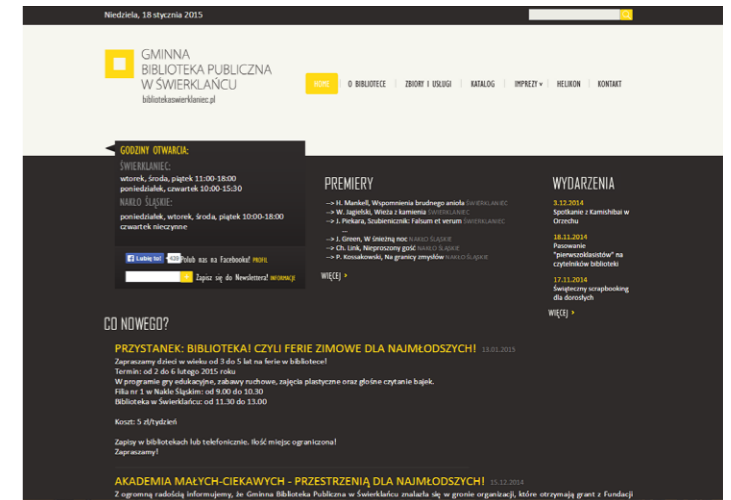 Niedziela, 18 stycznia 2015
GMINNA
BIBLIOTEKA PUBLICZNA
W ŚWIERKLAŃCU
bibliotekaswierklaniec.pl
HOME
O BIBLIOTECE
ZBIORY I USŁUGI
KATALOG
IMPREZY
HELIKON
KONTAKT
GODZINY OTWARCIA:
ŚWIERKLANIEC:
wtorek, środa, piątek 11:00-18:00
poniedziałek, czwartek 10:00-15:30
NAKŁO ŚLĄSKIE:
poniedziałek, wtorek, środa, piątek 10:00-18:00
czwartek nieczynne
Lubię to! 439 Polub nas na Facebooku! PROFIL
Zapisz się do Newslettera! INFORMACJE
PREMIERY
--> H. Mankell, Wspomnienia brudnego anioła ŚWIERKLANIEC
--> W. Jagielski, Wieża z kamienia ŚWIERKLANIEC
--> J. Piekara, Szubienicznik: Falsum et verum ŚWIERKLANIEC
...
--> J. Green, W śnieżną noc NAKŁO ŚLĄSKIE
--> Ch. Link, Nieproszony gość NAKŁO ŚLĄSKIE
--> P. Kossakowski, Na granicy zmysłów NAKŁO ŚLĄSKIE
WIĘCEJ >
WYDARZENIA
3.12.2014
Spotkanie z Kamishibai w
Orzechu
18.11.2014
Pasowanie
"pierwszoklasistów" na
czytelników biblioteki
17.11.2014
Świąteczny scrapbooking
dla dorosłych
WIĘCEJ >
CO NOWEGO?
PRZYSTANEK: BIBLIOTEKA! CZYLI FERIE ZIMOWE DLA NAJMŁODSZYCH! 13.01.2015
Zapraszamy dzieci w wieku od 3 do 5 lat na ferie w bibliotece!
Termin: od 2 do 6 lutego 2015 roku
W programie gry edukacyjne, zabawy ruchowe, zajęcia plastyczne oraz głośne czytanie bajek.
Filia nr 1 w Nakle Śląskim: od 9.00 do 10.30
Biblioteka w Świerklańcu: od 11.30 do 13.00
Koszt: 5 zł/tydzień
Zapisy w bibliotekach lub telefonicznie. Ilość miejsc ograniczona!
Zapraszamy!
AKADEMIA MAŁYCH-CIEKAWYCH - PRZESTRZENIĄ DLA NAJMŁODSZYCH! 15.12.2014
Z ogromną radością informujemy, że Gminna Biblioteka Publiczna w Świerklańcu znalazła się w gronie organizacji, które otrzymają grant z Fundacji